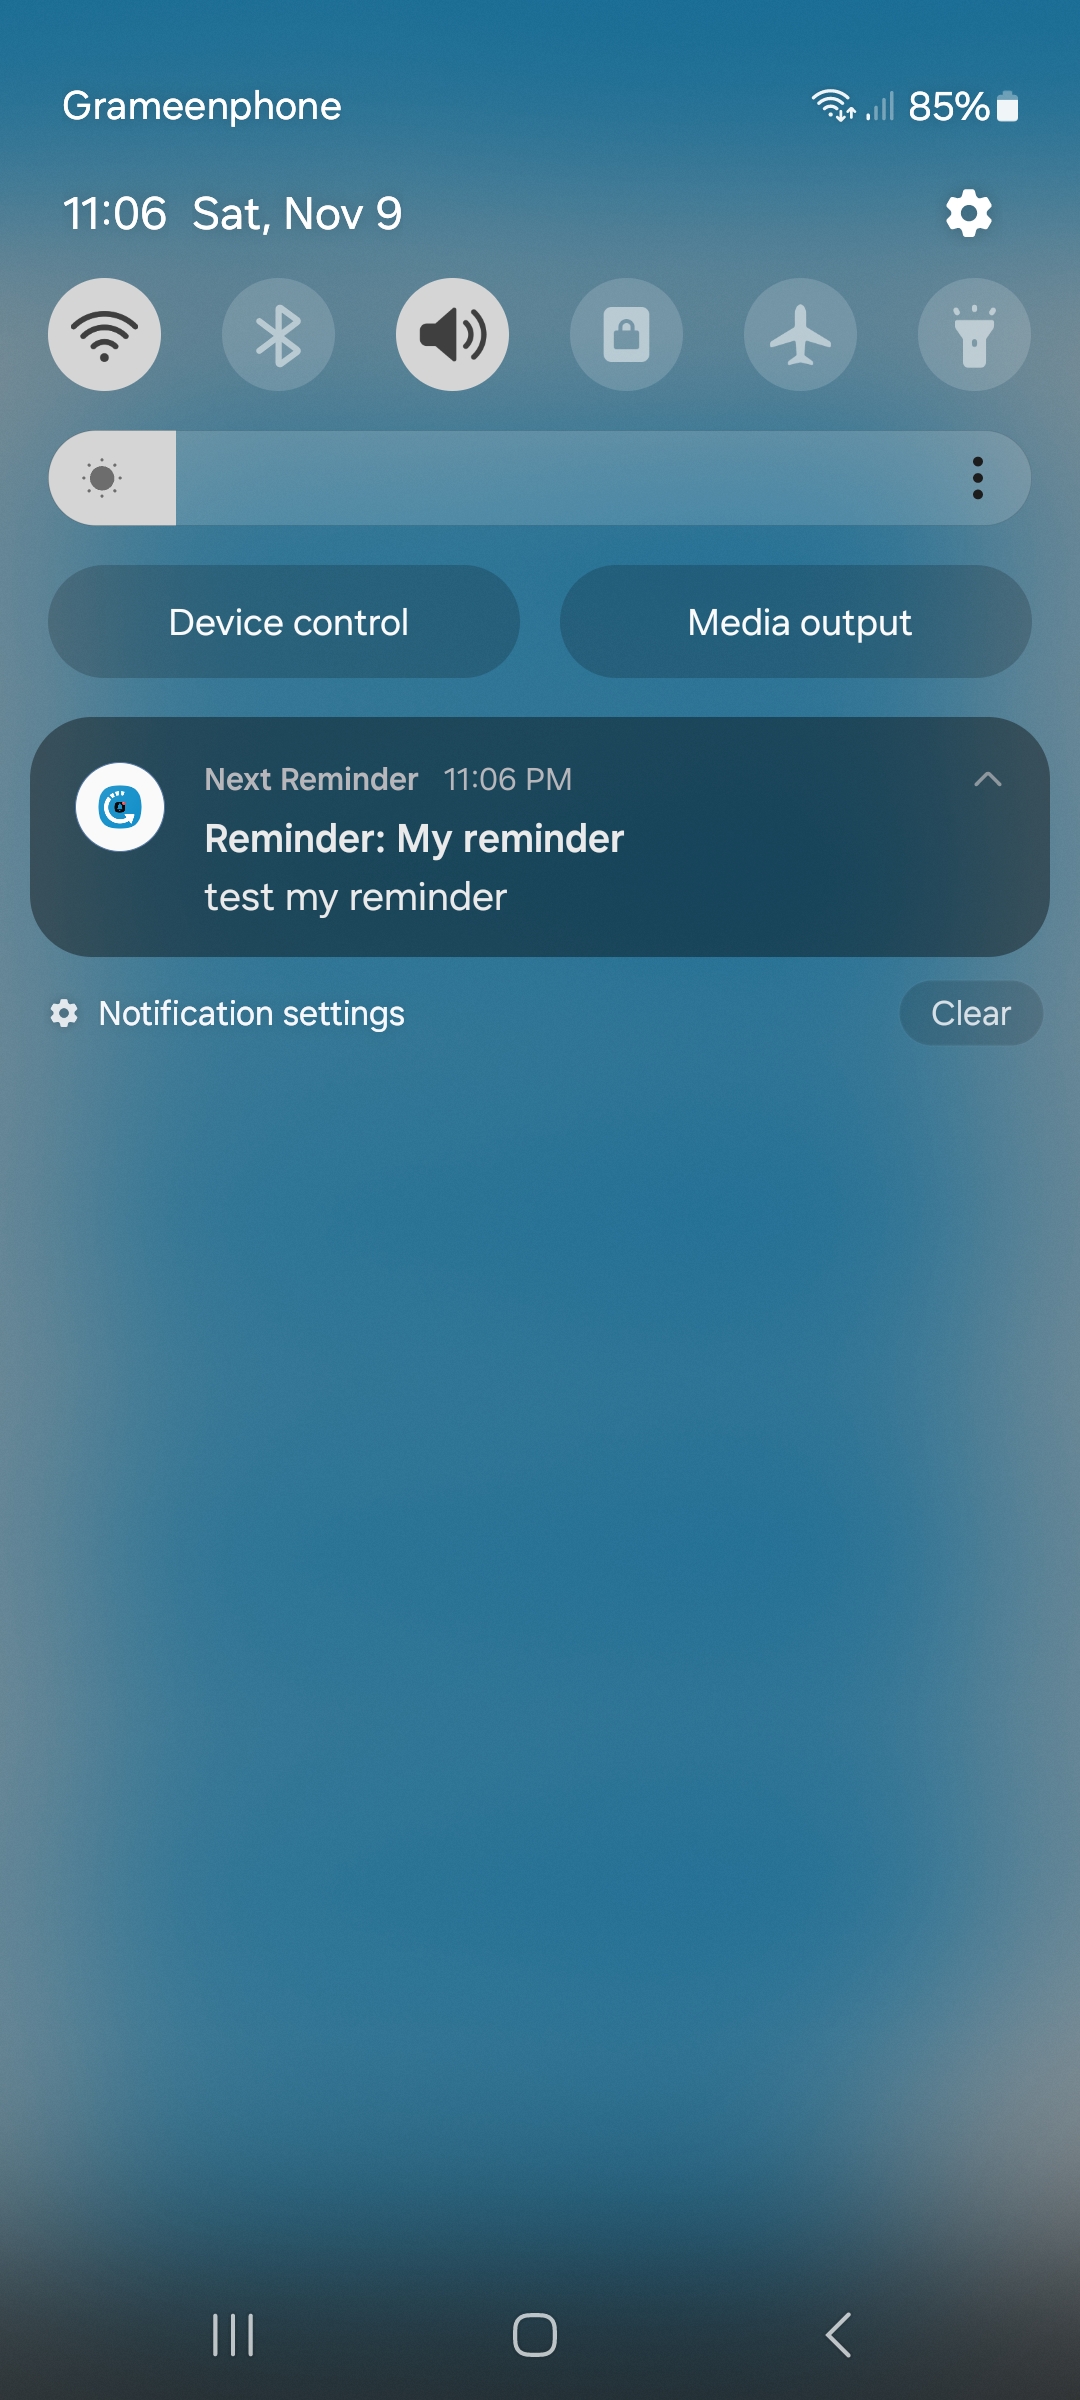 Grameenphone 85%
11:06 Sat, Nov 9
Device control Media output
Next Reminder 11:06 PM
Reminder: My reminder
test my reminder
Notification settings Clear